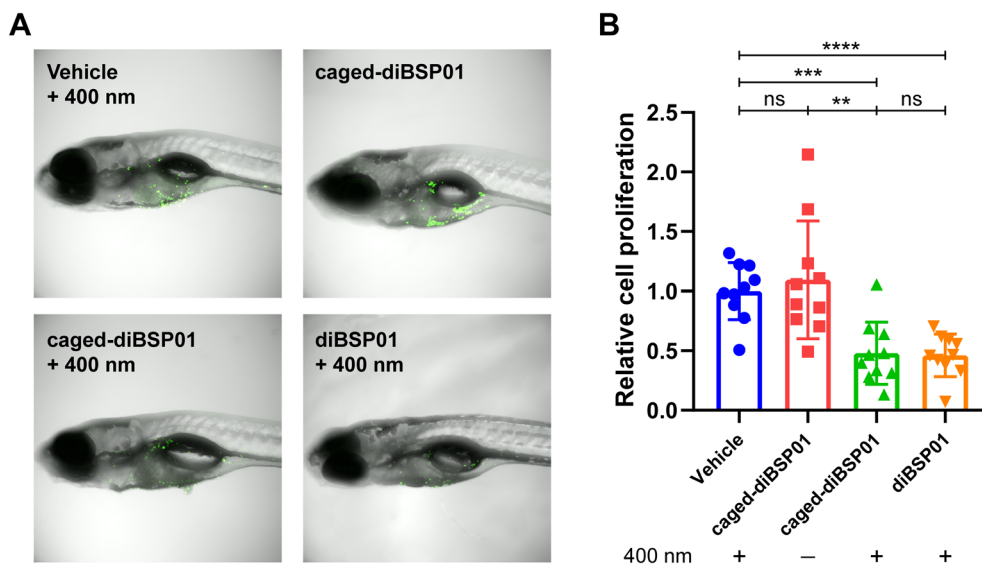 A
Vehicle
+ 400 nm
caged-diBSP01
caged-diBSP01
+ 400 nm
diBSP01
+ 400 nm
B
****
***
ns
**
ns
Relative cell proliferation
2.5
2.0
1.5
1.0
0.5
0.0
Vehicle
caged-diBSP01
caged-diBSP01
diBSP01
400 nm + – + +